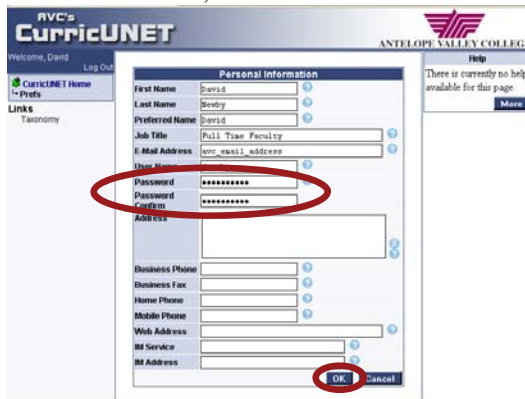 AVC's
CurricUNET
ANTELOPE VALLEY COLLEG
Welcome, David
Log Out
CurricUNET Home
Prefs
Links
Taxonomy
Personal Information
First Name David
Last Name Newby
Preferred Name David
Job Title Full Time Faculty
E-Mail Address avc_email_address
User Name
Password ••••••••••
Password
Confirm ••••••••••
Address
Business Phone
Business Fax
Home Phone
Mobile Phone
Web Address
IM Service
IM Address
OK Cancel
Help
There is currently no help
available for this page.
More